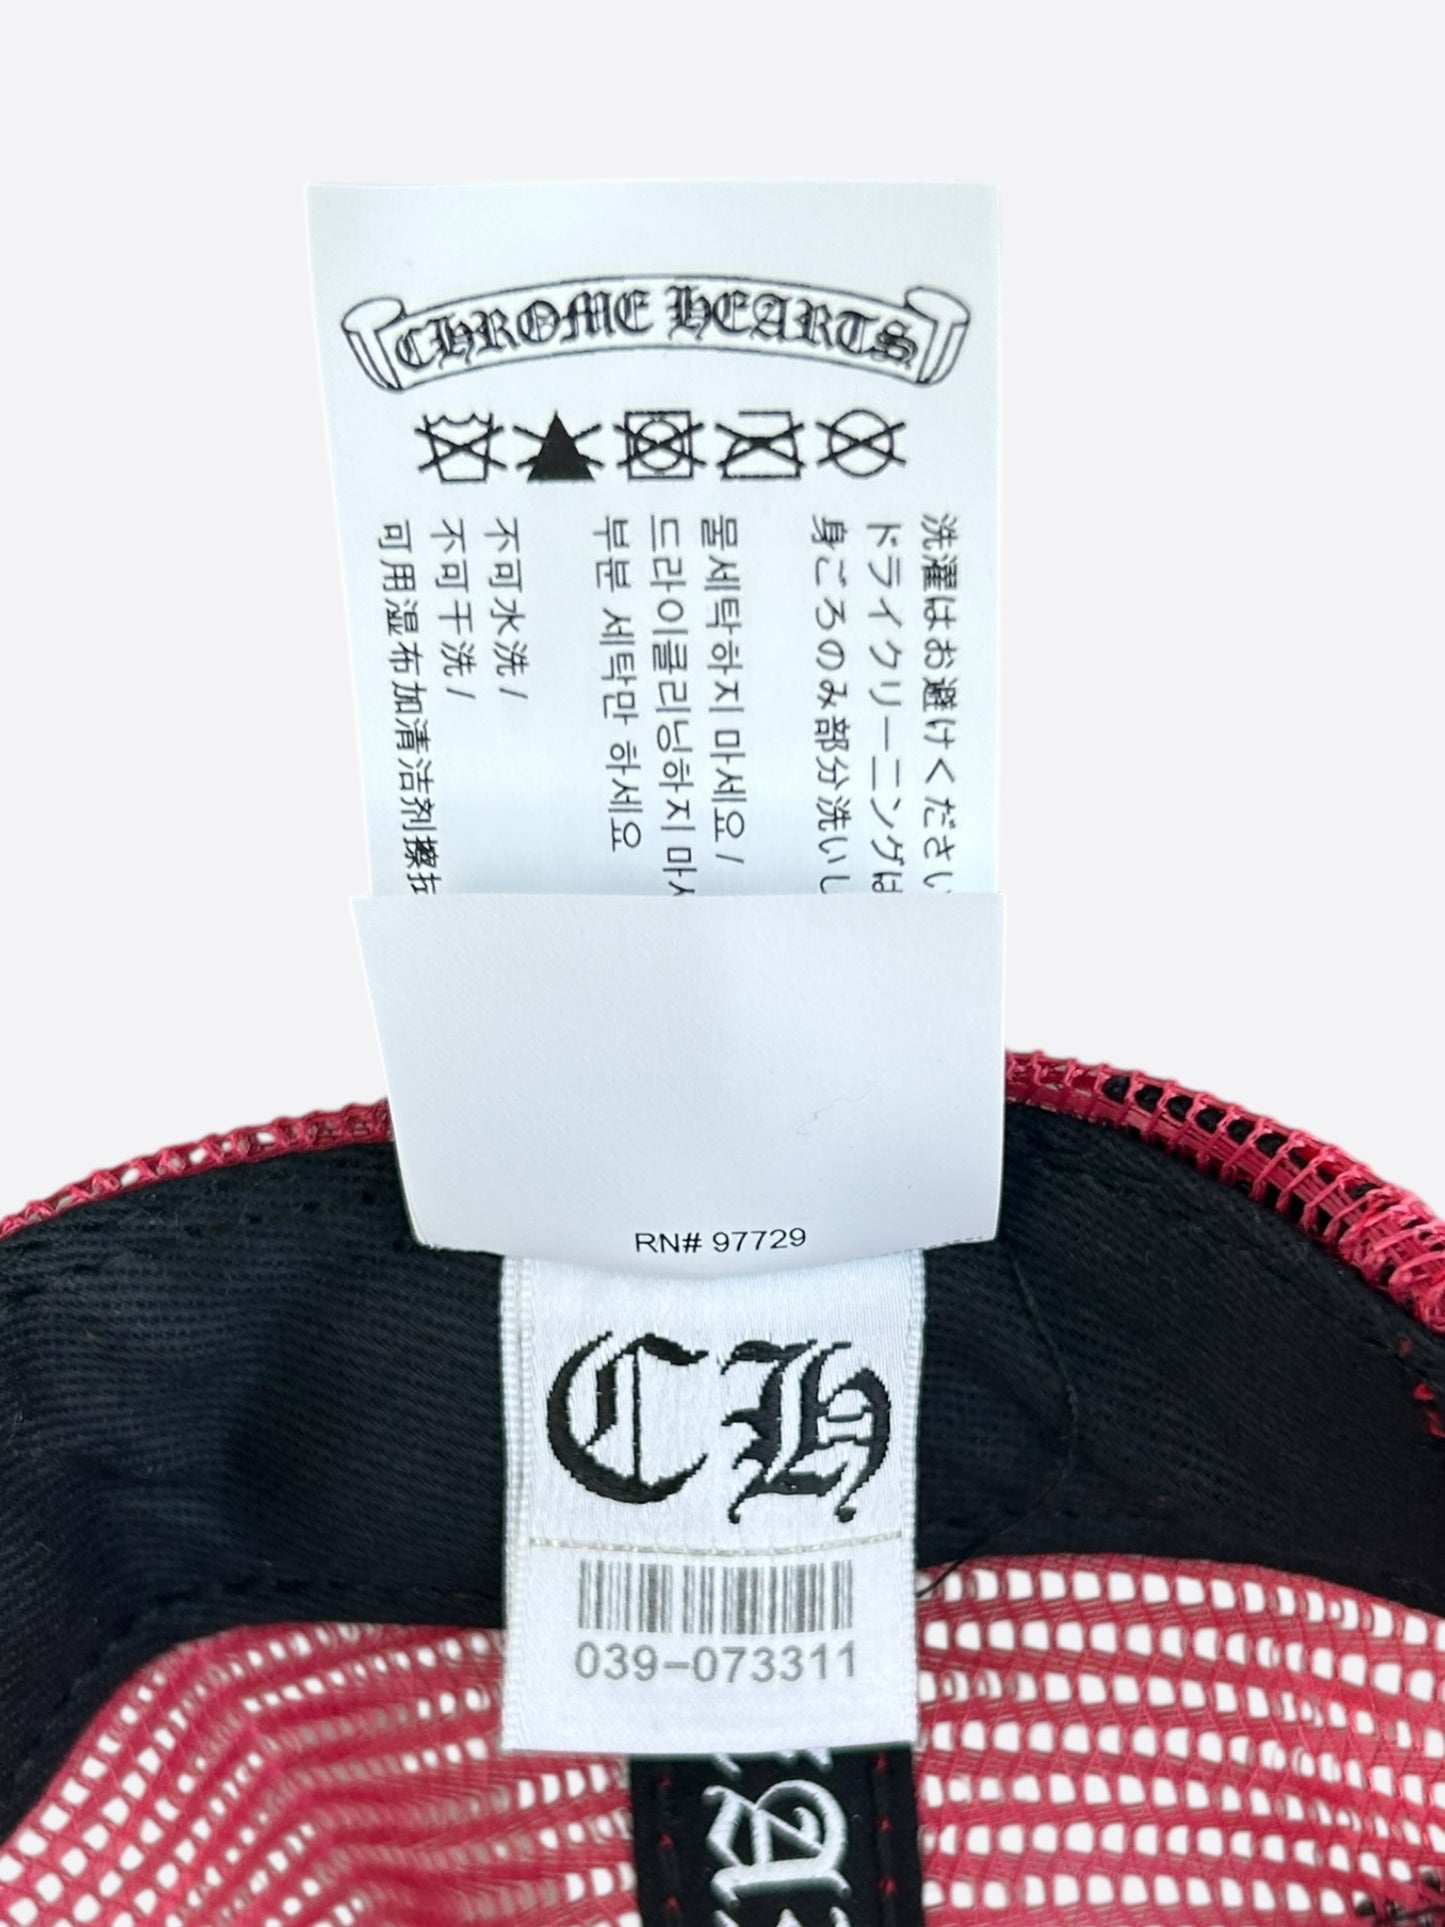 CHROME HEARTS
洗濯はお避けください
ドライクリーニングは
身ごろのみ部分洗いし
물세탁하지 마세요 /
드라이클리닝하지 마
부분 세탁만 하세요
不可水洗 /
不可干洗 /
可用湿布加清洁剂擦拭
RN# 97729
CH
039-073311